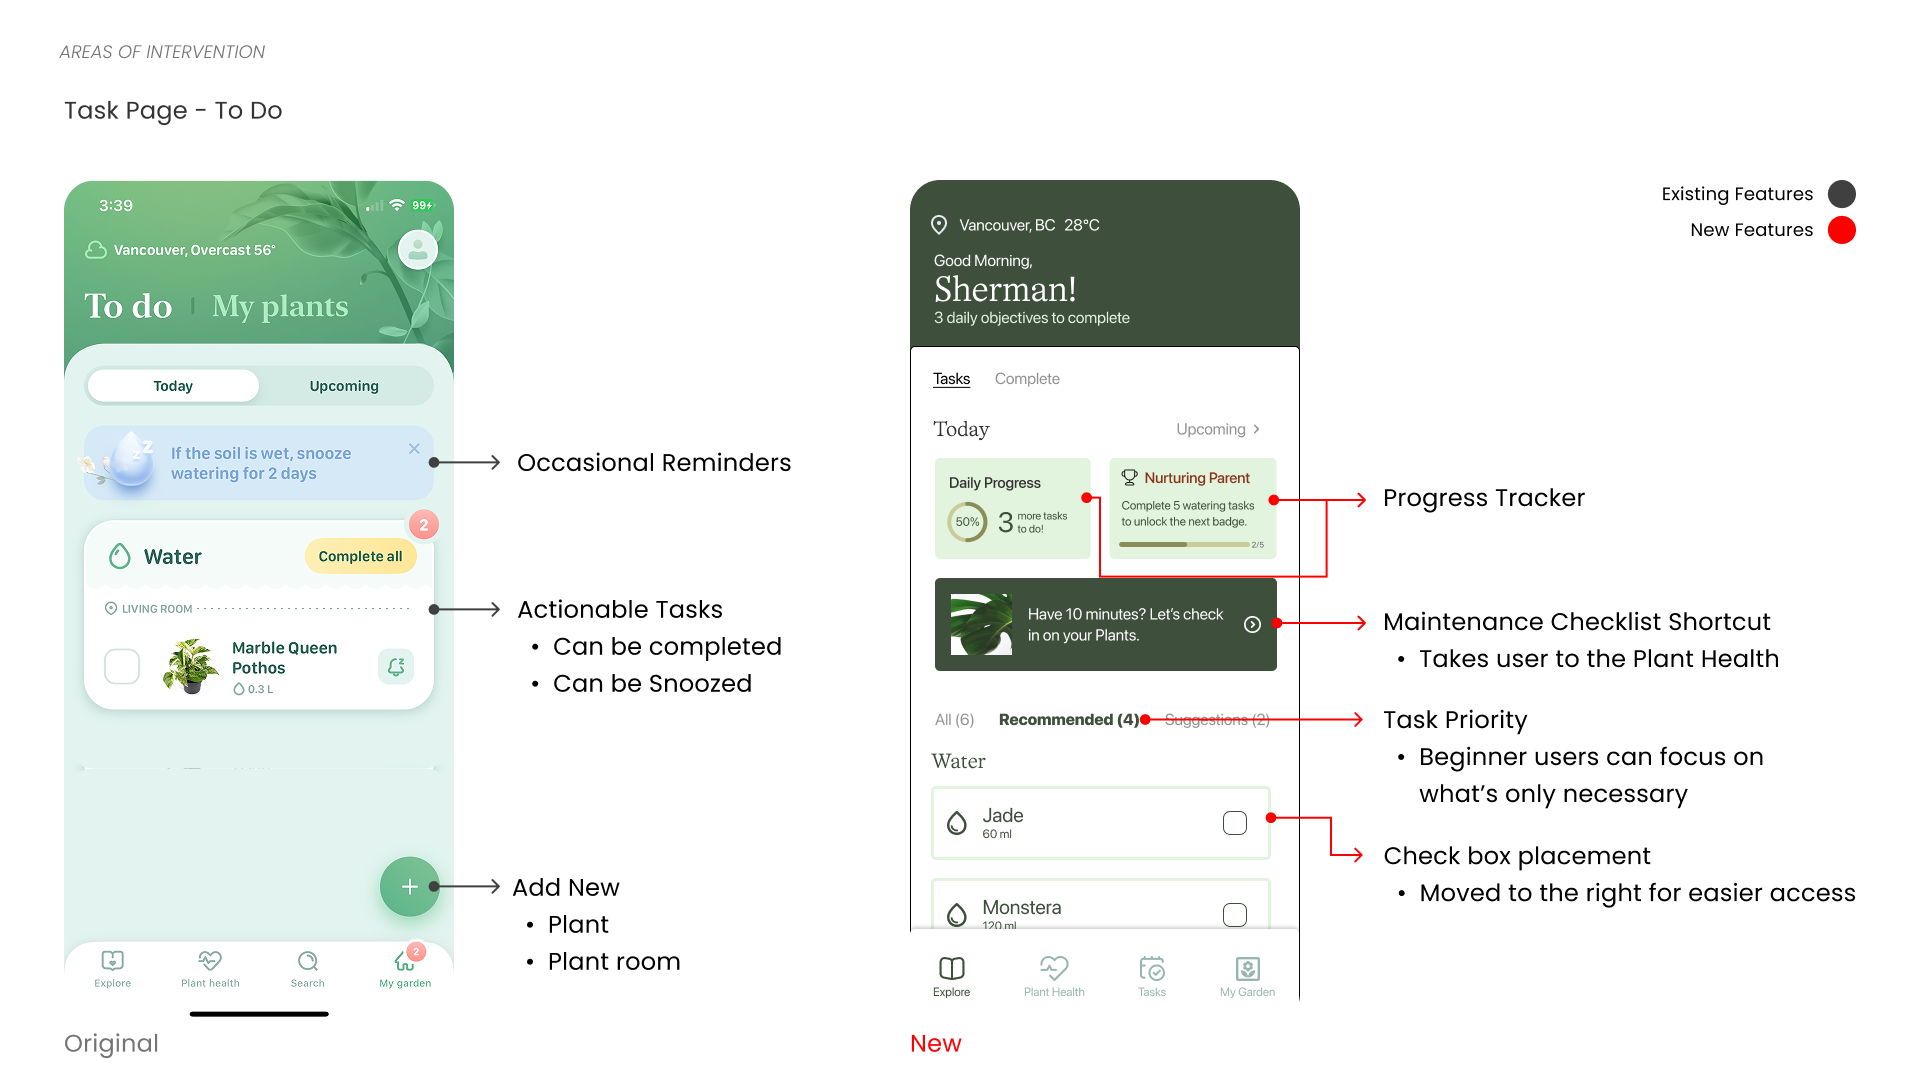 AREAS OF INTERVENTION
Task Page - To Do
3:39
99
Vancouver, Overcast 56°
To do
My plants
Today
Upcoming
If the soil is wet, snooze
watering for 2 days
2
Water
Complete all
LIVING ROOM
Marble Queen
Pothos
0.3 L
Explore
Plant health
Search
2
My garden
Original
Occasional Reminders
Actionable Tasks
• Can be completed
• Can be Snoozed
Add New
• Plant
• Plant room
Vancouver, BC 28°C
Good Morning,
Sherman!
3 daily objectives to complete
Tasks
Complete
Today
Upcoming >
Daily Progress
50%
3
more tasks
to do!
Nurturing Parent
Complete 5 watering tasks
to unlock the next badge.
2/5
Have 10 minutes? Let's check
in on your Plants.
All (6)
Recommended (4)
Suggestions (2)
Water
Jade
60 ml
Monstera
120 ml
Explore
Plant Health
Tasks
My Garden
New
Existing Features
New Features
Progress Tracker
Maintenance Checklist Shortcut
• Takes user to the Plant Health
Task Priority
• Beginner users can focus on
what's only necessary
Check box placement
• Moved to the right for easier access